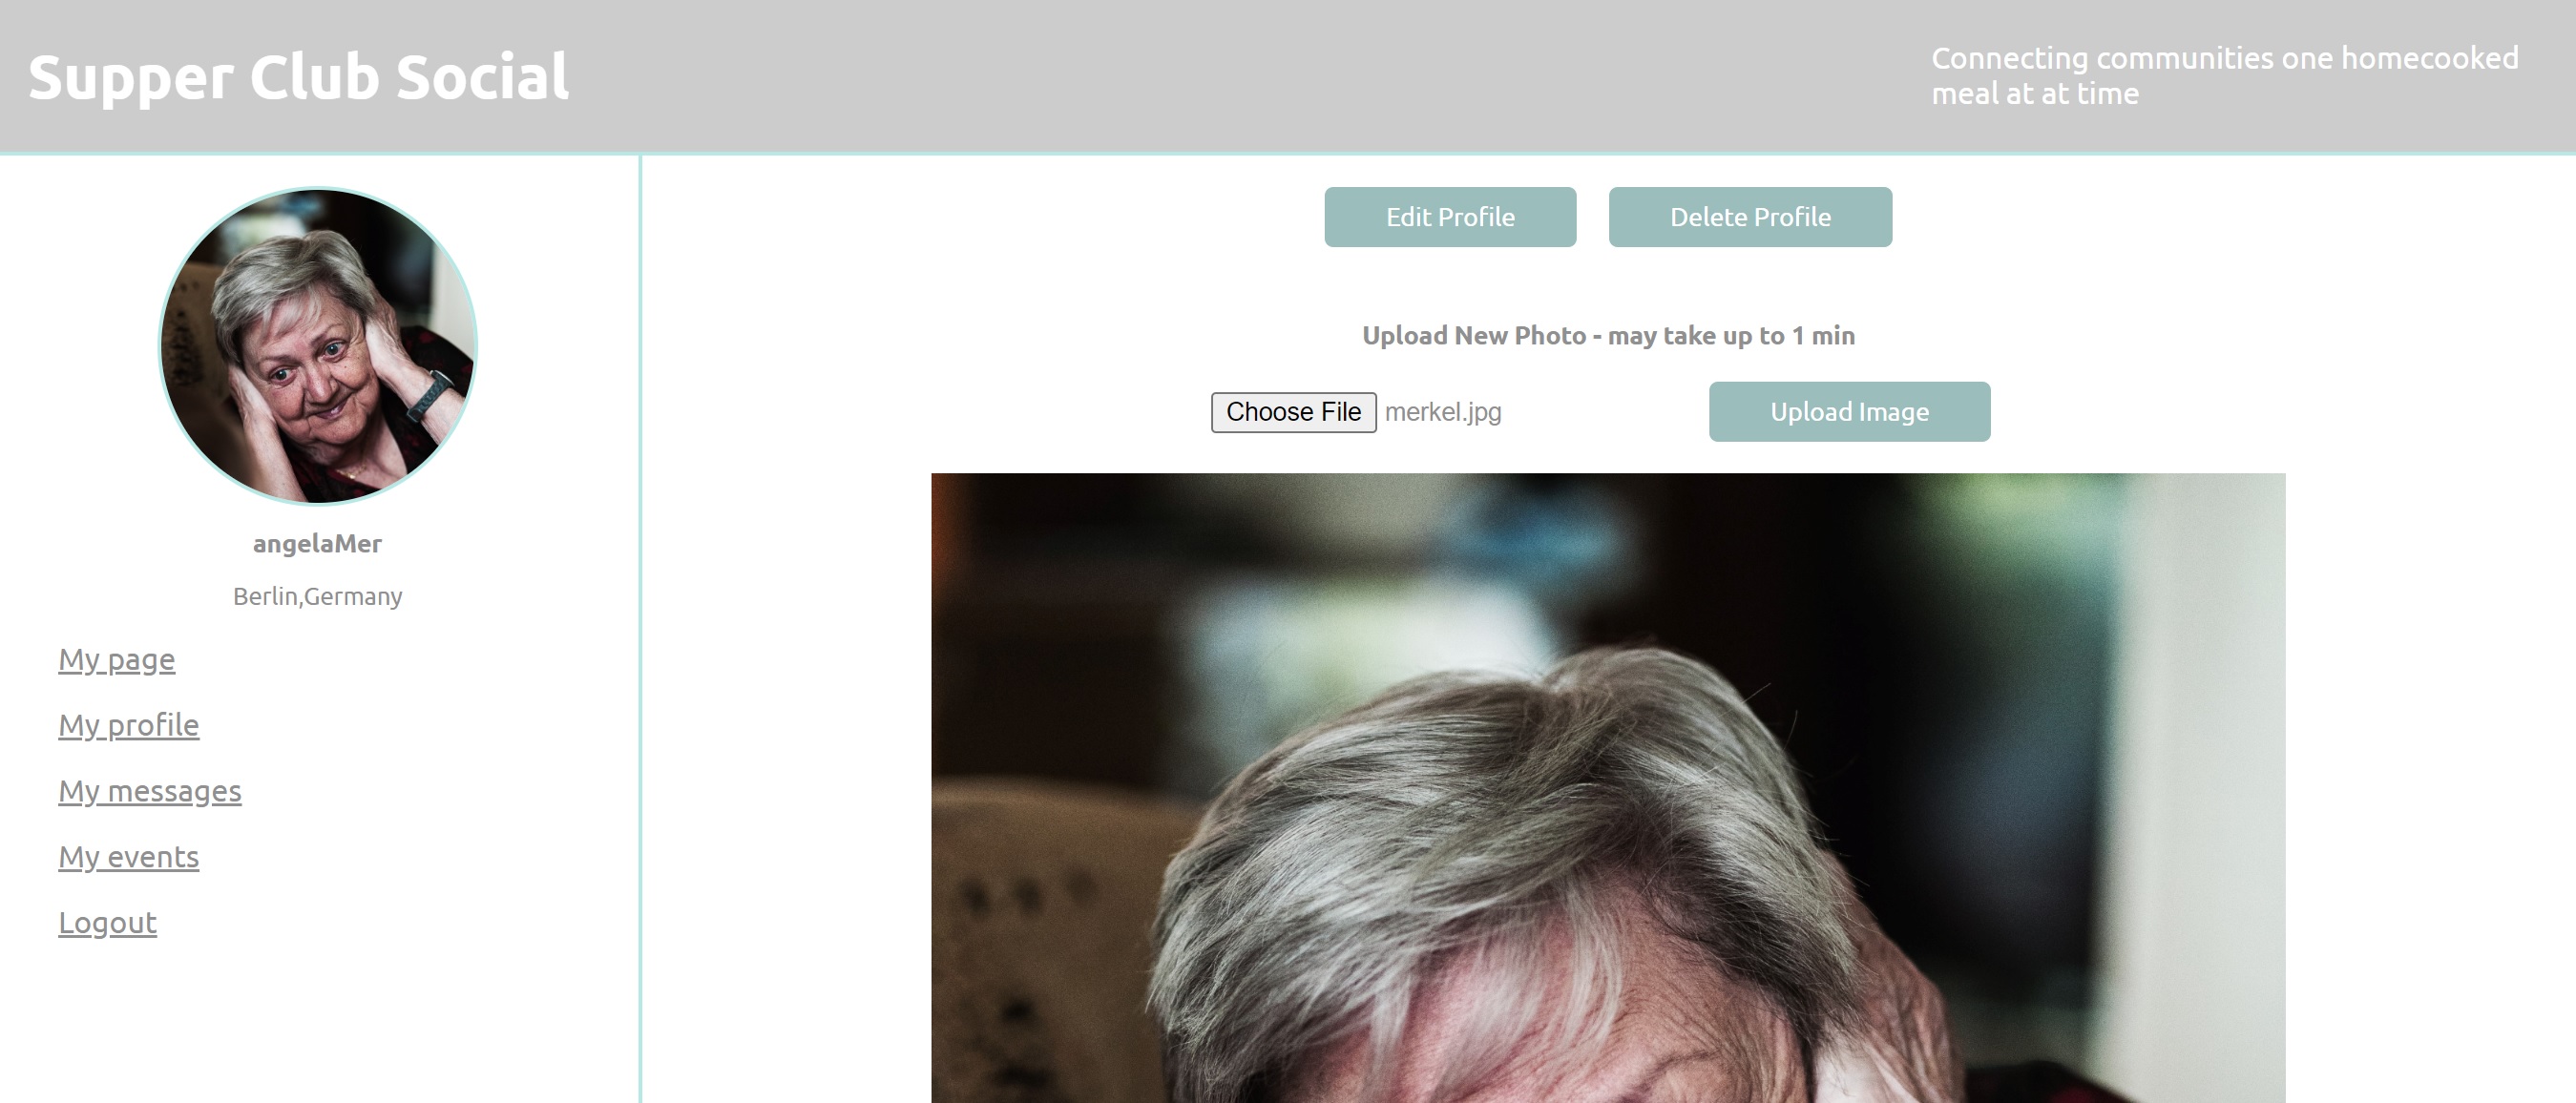 Supper Club Social
Connecting communities one homecooked
meal at at time
Edit Profile
Delete Profile
Upload New Photo - may take up to 1 min
Choose File merkel.jpg
Upload Image
angelaMer
Berlin,Germany
My page
My profile
My messages
My events
Logout